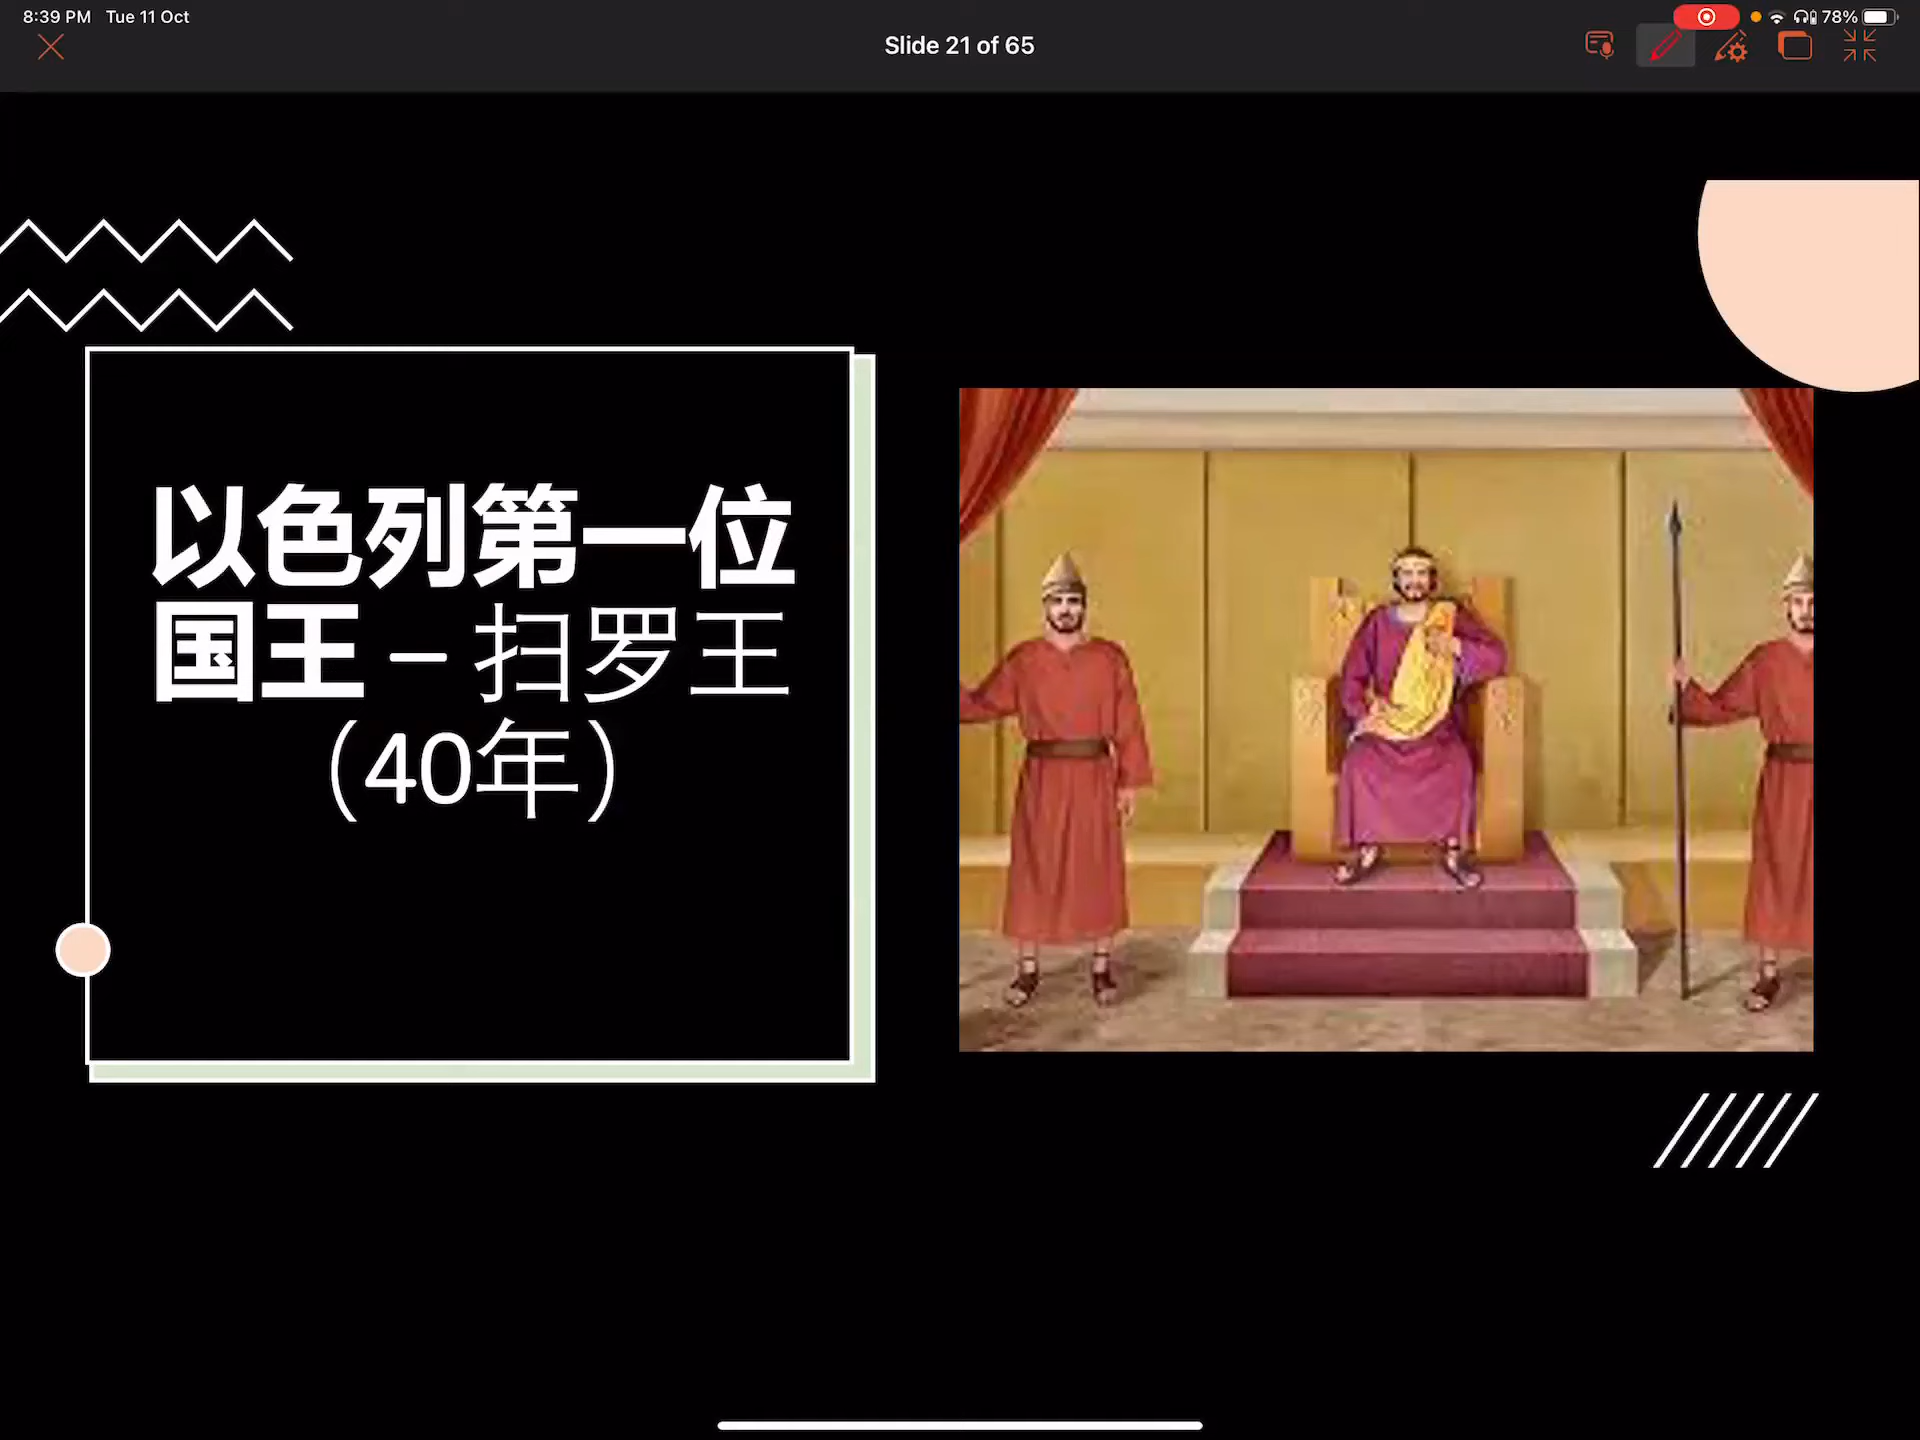 8:39 PM Tue 11 Oct
78%
Slide 21 of 65
以色列第一位
国王 – 扫罗王
(40年)